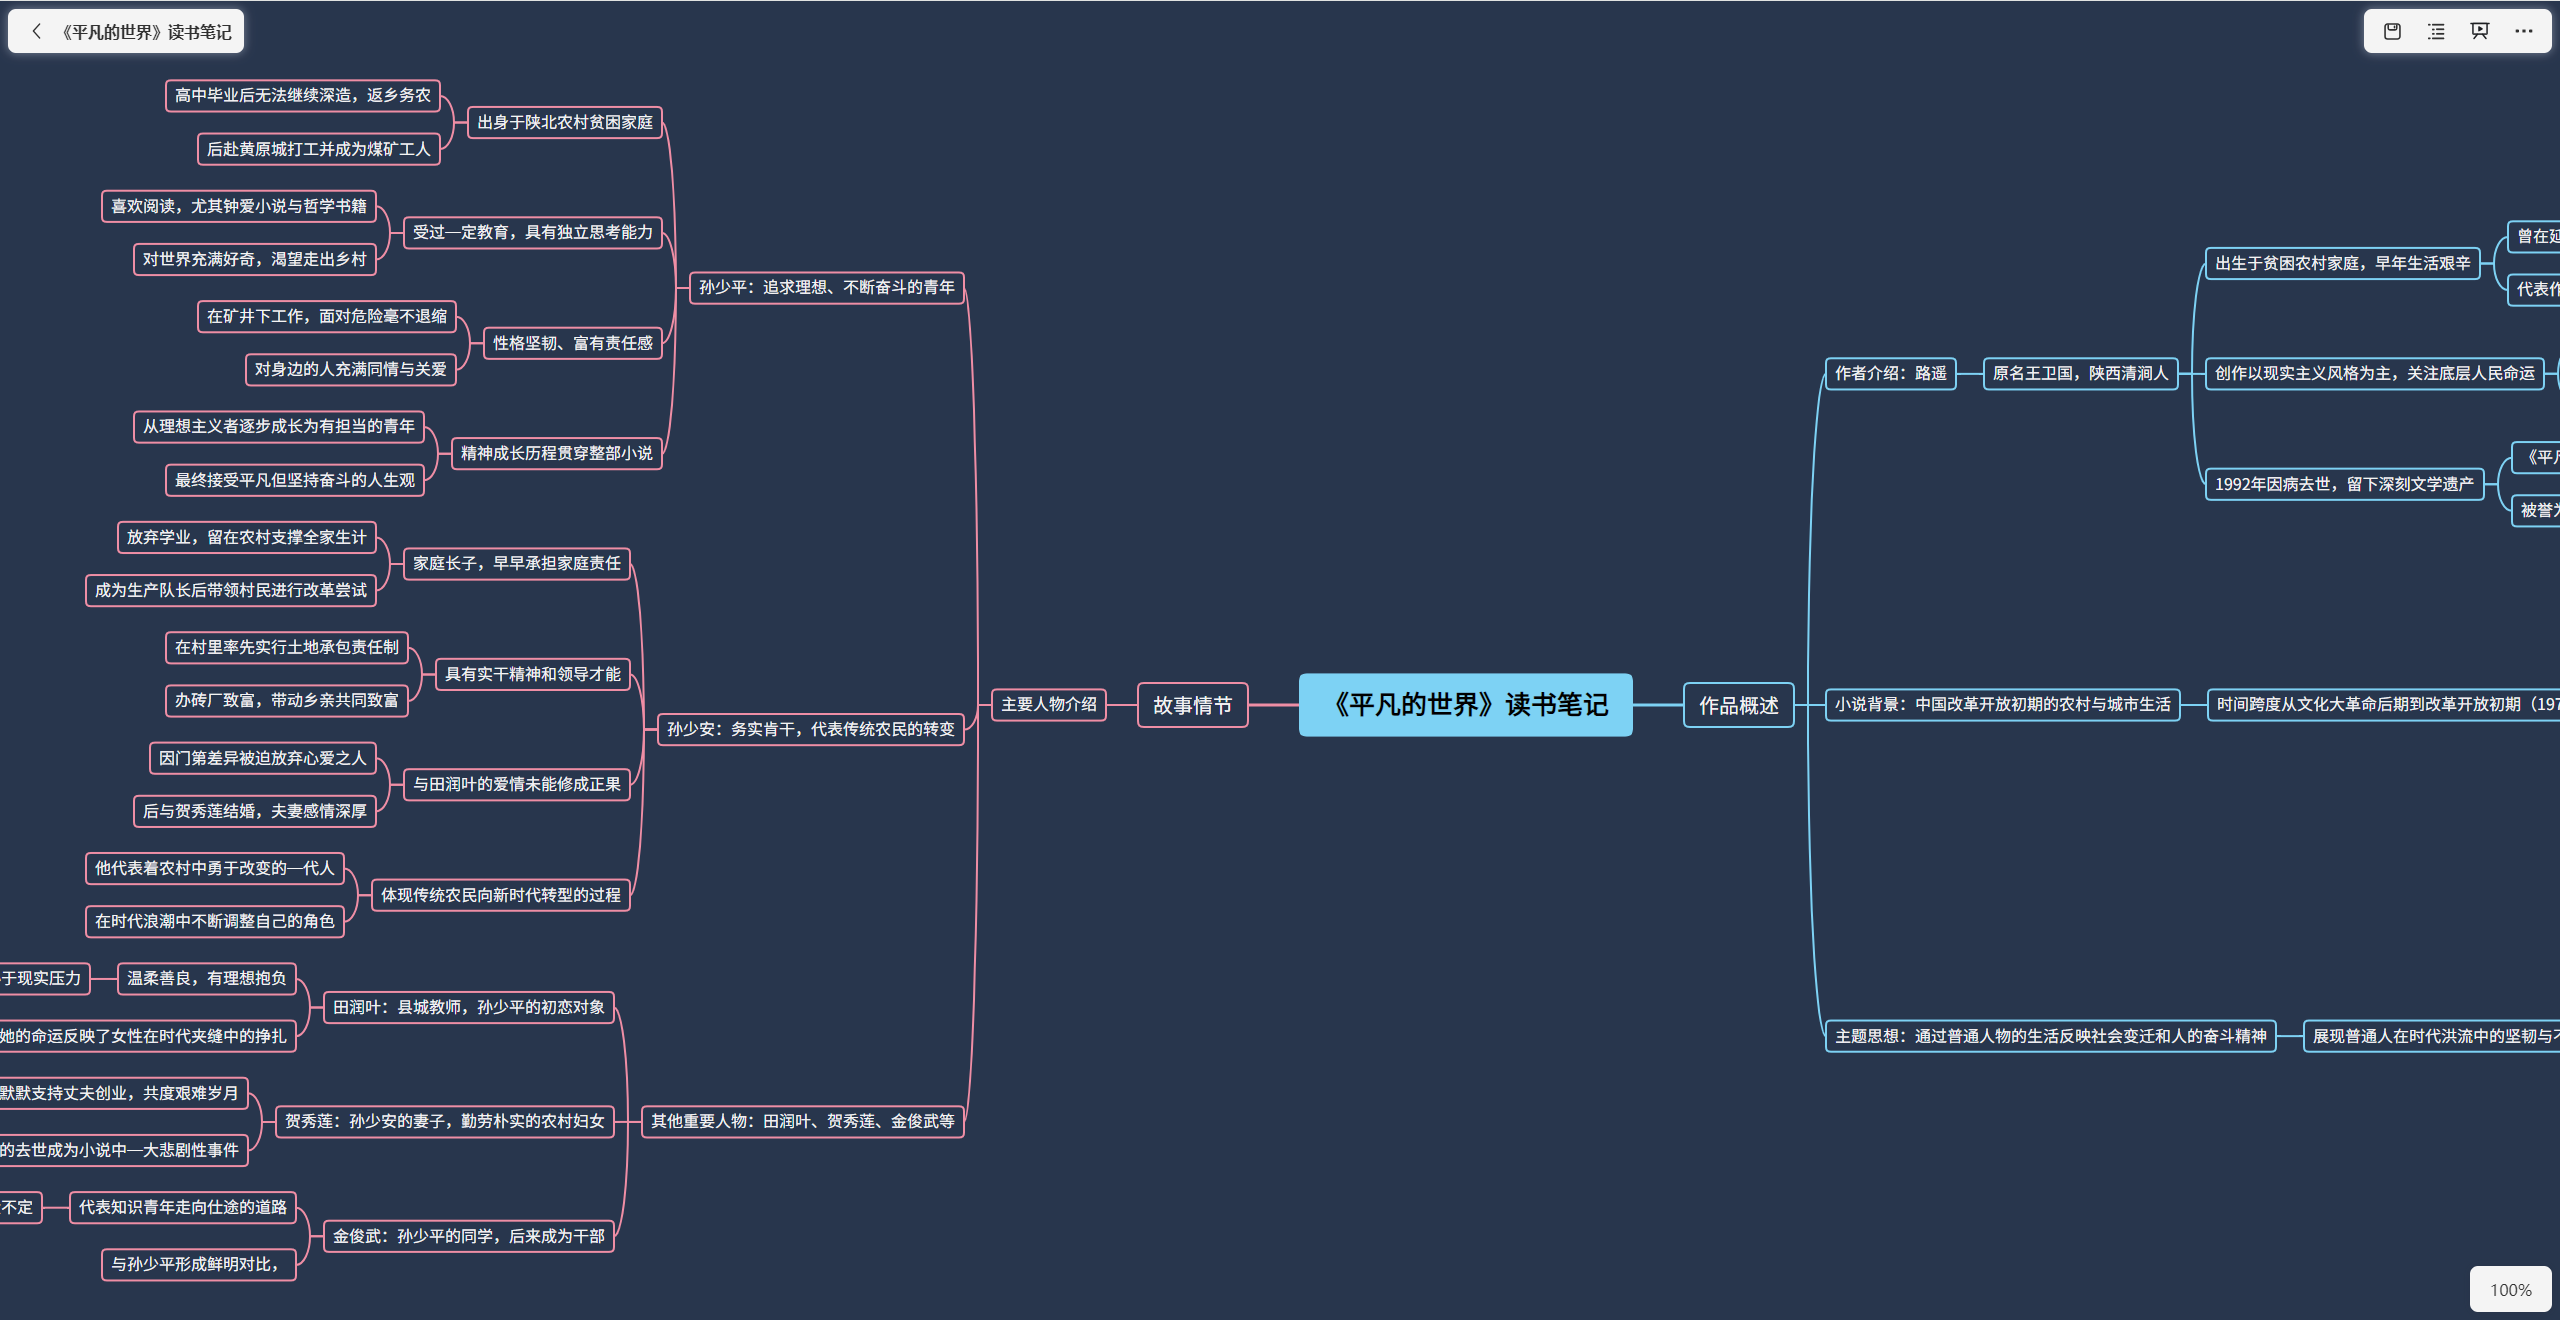 《平凡的世界》读书笔记
高中毕业后无法继续深造，返乡务农
后赴黄原城打工并成为煤矿工人
出身于陕北农村贫困家庭
喜欢阅读，尤其钟爱小说与哲学书籍
对世界充满好奇，渴望走出乡村
受过一定教育，具有独立思考能力
在矿井下工作，面对危险毫不退缩
对身边的人充满同情与关爱
性格坚韧、富有责任感
从理想主义者逐步成长为有担当的青年
最终接受平凡但坚持奋斗的人生观
精神成长历程贯穿整部小说
孙少平：追求理想、不断奋斗的青年
放弃学业，留在农村支撑全家生计
成为生产队长后带领村民进行改革尝试
家庭长子，早早承担家庭责任
在村里率先实行土地承包责任制
办砖厂致富，带动乡亲共同致富
具有实干精神和领导才能
因门第差异被迫放弃心爱之人
后与贺秀莲结婚，夫妻感情深厚
与田润叶的爱情未能修成正果
他代表着农村中勇于改变的一代人
在时代浪潮中不断调整自己的角色
体现传统农民向新时代转型的过程
孙少安：务实肯干，代表传统农民的转变
于现实压力
温柔善良，有理想抱负
她的命运反映了女性在时代夹缝中的挣扎
田润叶：县城教师，孙少平的初恋对象
默默支持丈夫创业，共度艰难岁月
的去世成为小说中一大悲剧性事件
贺秀莲：孙少安的妻子，勤劳朴实的农村妇女
不定
代表知识青年走向仕途的道路
与孙少平形成鲜明对比，
金俊武：孙少平的同学，后来成为干部
其他重要人物：田润叶、贺秀莲、金俊武等
主要人物介绍
故事情节
《平凡的世界》读书笔记
作品概述
作者介绍：路遥
原名王卫国，陕西清涧人
出生于贫困农村家庭，早年生活艰辛
曾在延
代表作
创作以现实主义风格为主，关注底层人民命运
1992年因病去世，留下深刻文学遗产
《平凡
被誉为
小说背景：中国改革开放初期的农村与城市生活
时间跨度从文化大革命后期到改革开放初期（197
主题思想：通过普通人物的生活反映社会变迁和人的奋斗精神
展现普通人在时代洪流中的坚韧与不
100%